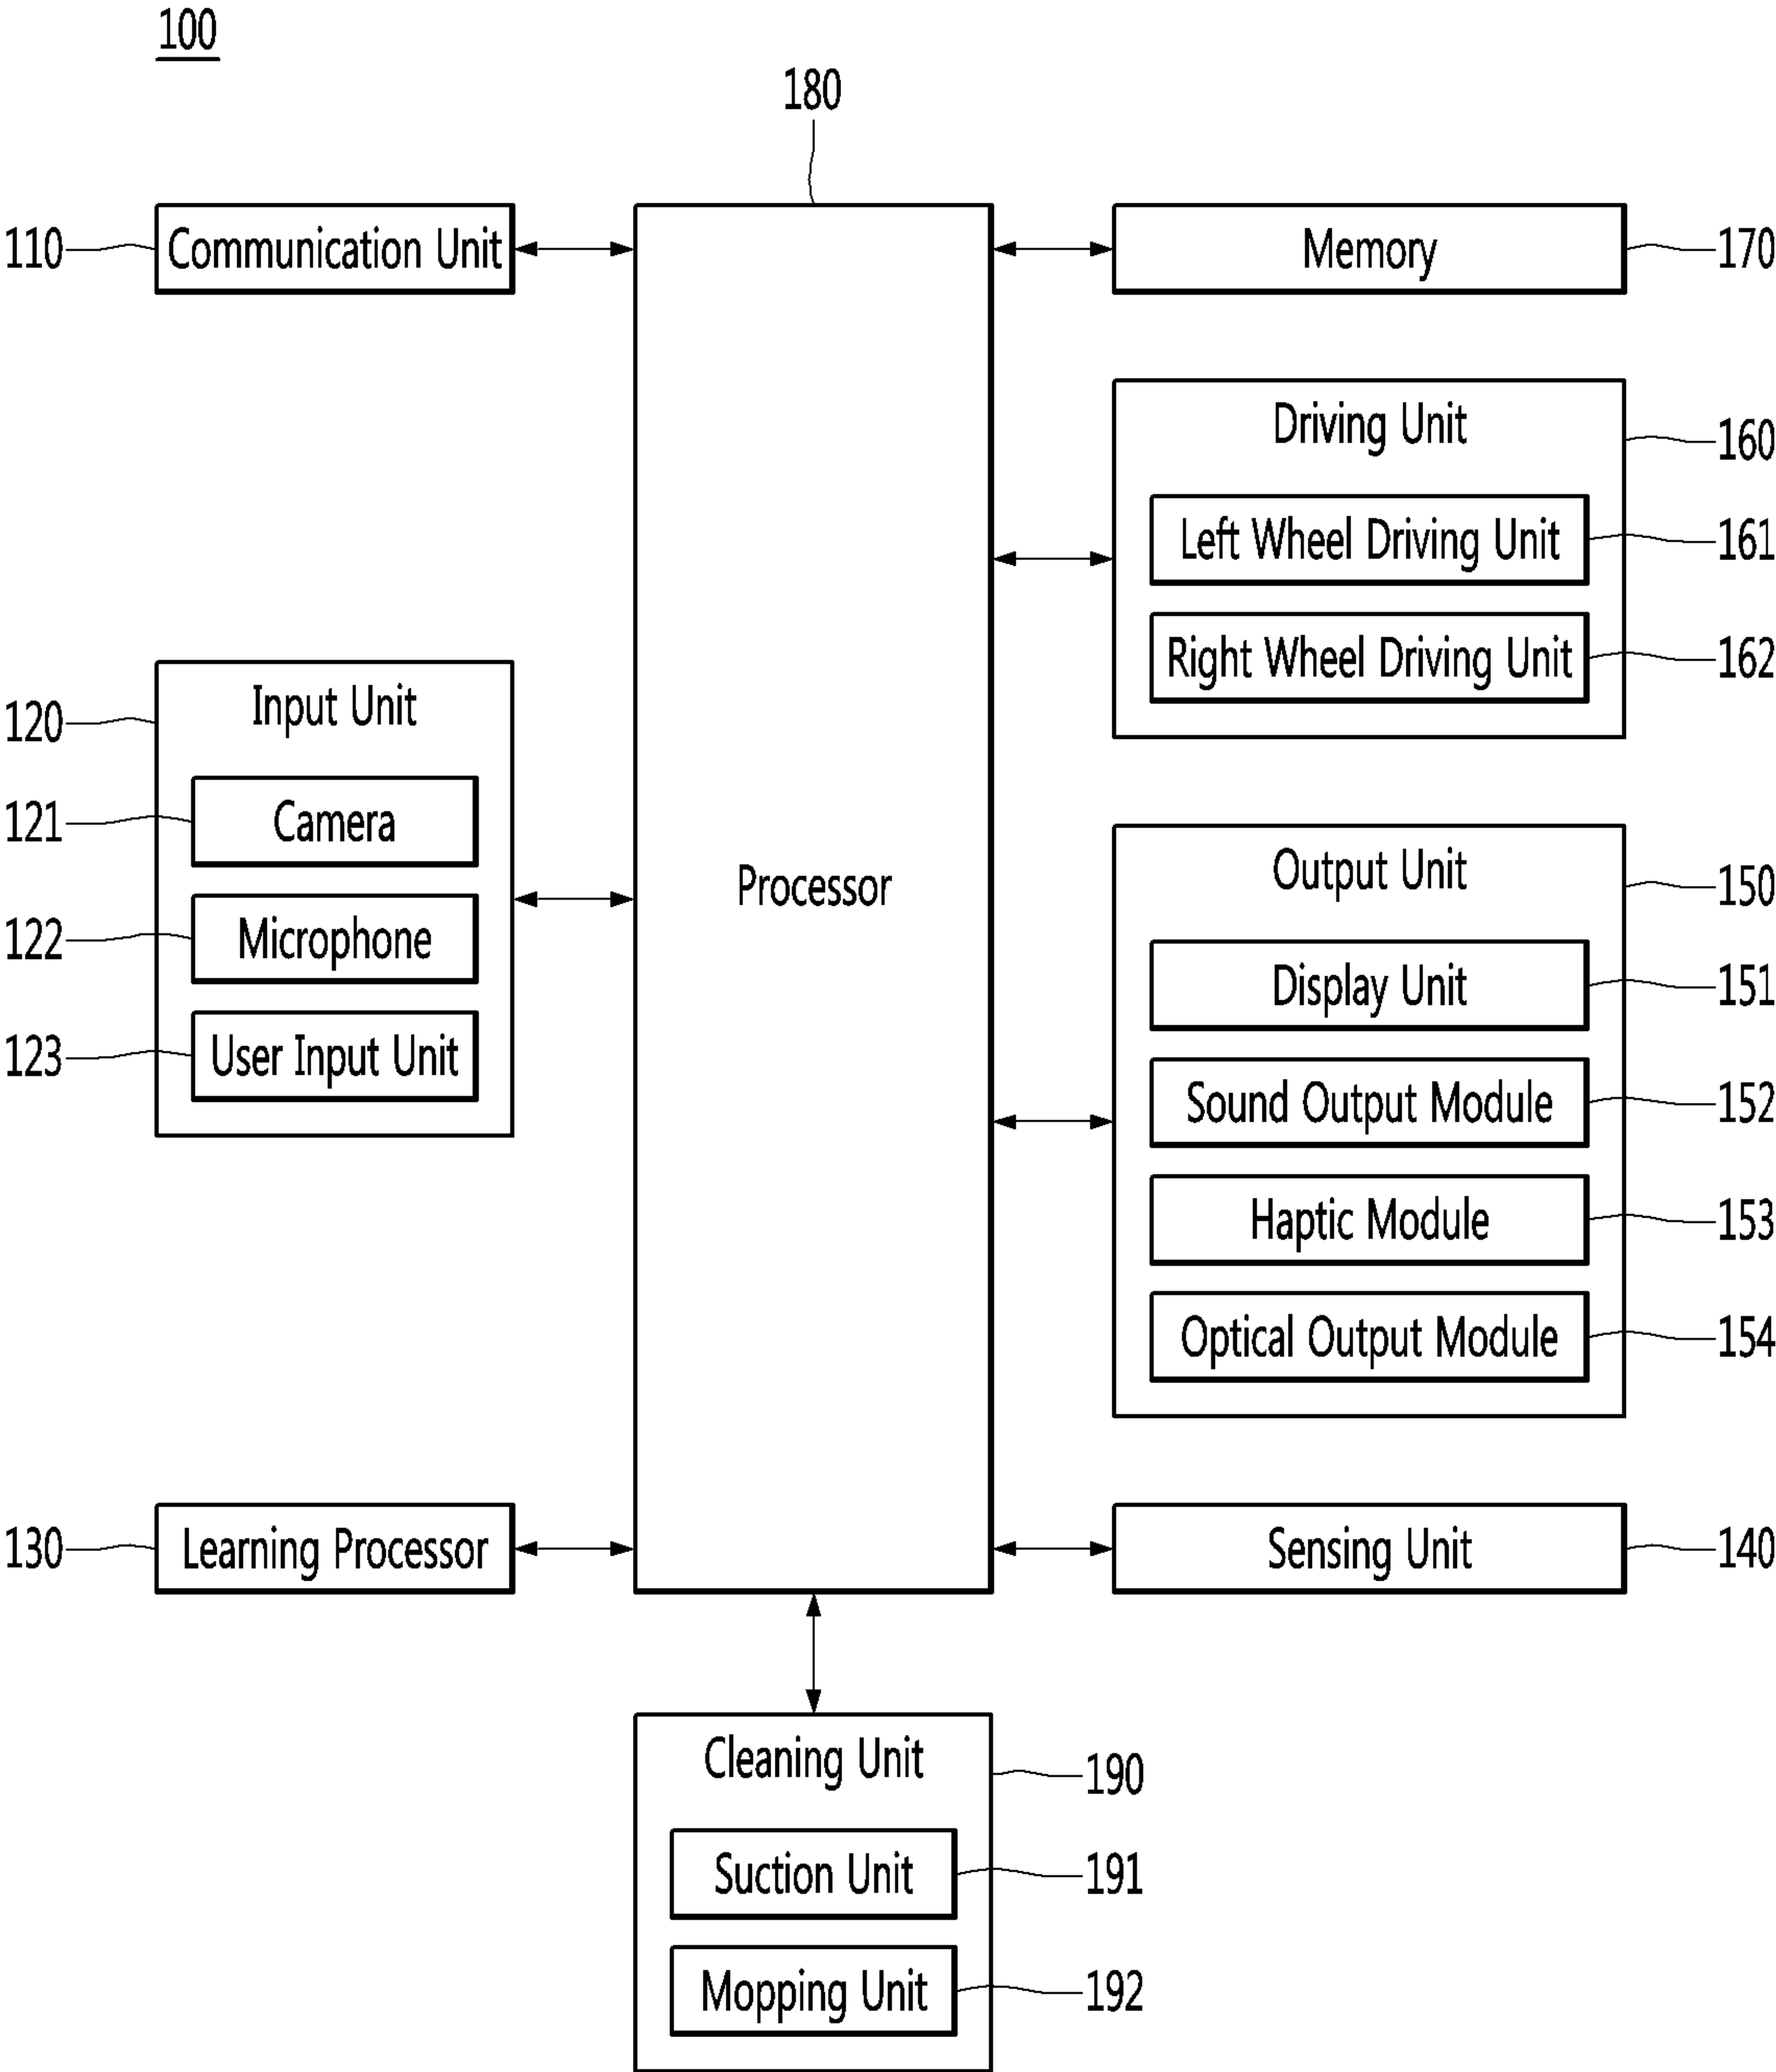 100
180
110
Communication Unit
Memory
170
Driving Unit
160
Left Wheel Driving Unit
161
Right Wheel Driving Unit
162
120
Input Unit
121
Camera
122
Microphone
123
User Input Unit
Processor
Output Unit
150
Display Unit
151
Sound Output Module
152
Haptic Module
153
Optical Output Module
154
130
Learning Processor
Sensing Unit
140
Cleaning Unit
190
Suction Unit
191
Mopping Unit
192